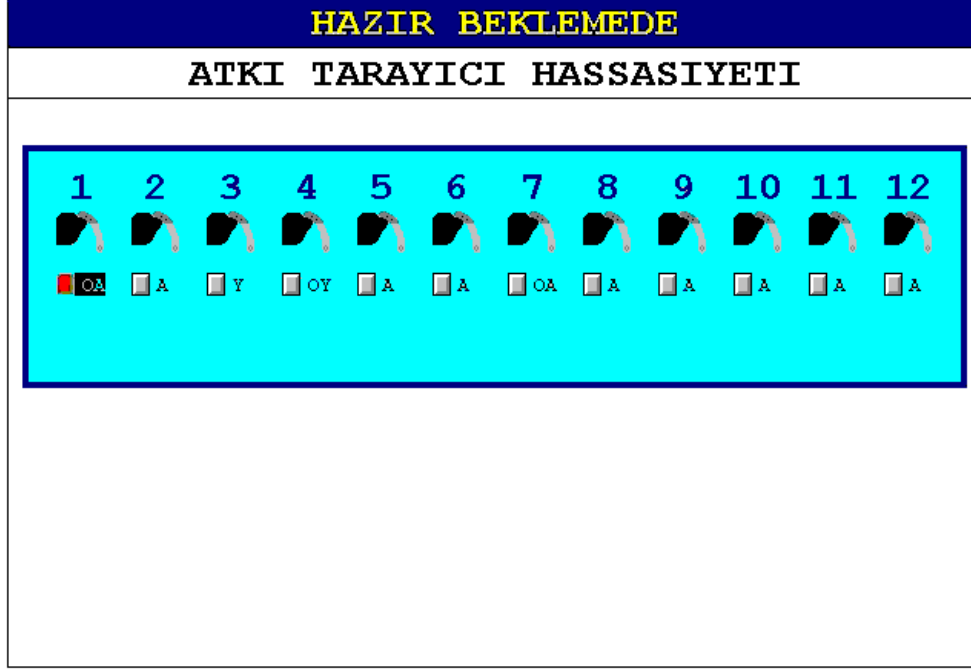 HAZIR BEKLEMEDE
ATKI TARAYICI HASSASIYETI
1 2 3 4 5 6 7 8 9 10 11 12
OA A Y OY A A OA A A A A A